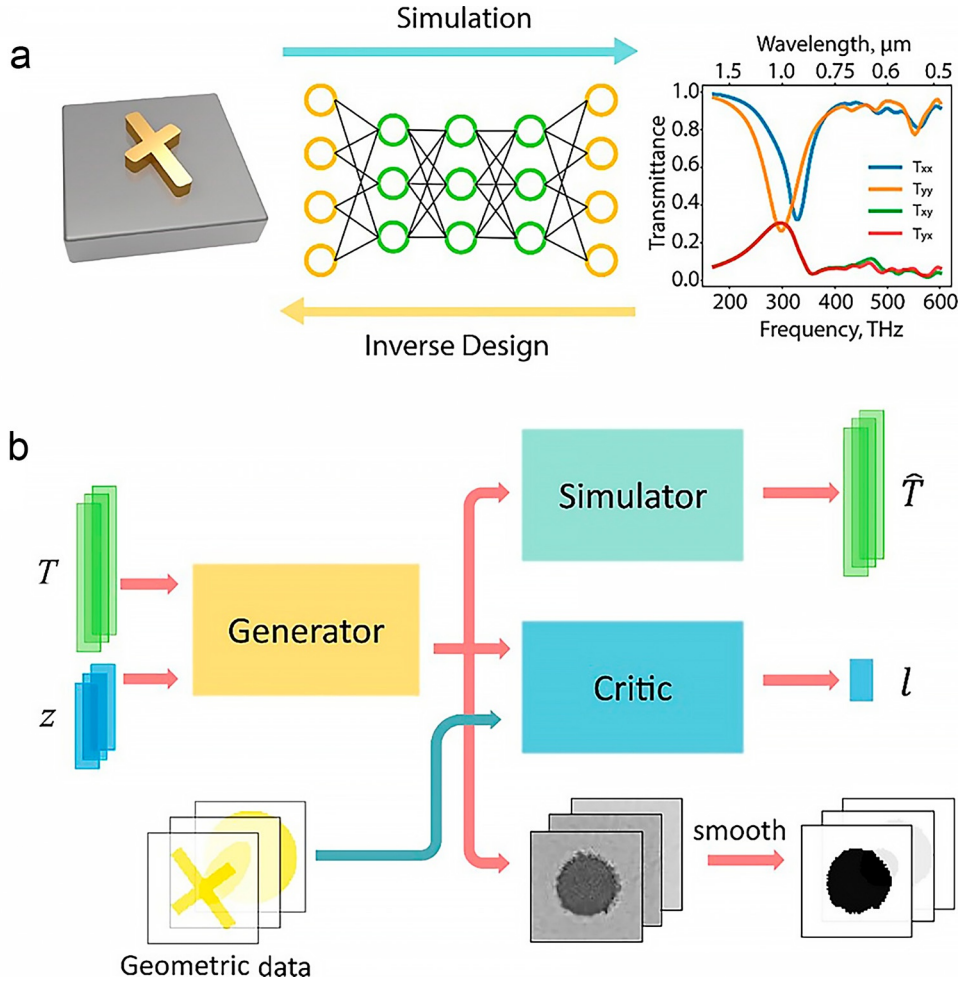 a
Simulation
Inverse Design
Wavelength, μm
1.5 1.0 0.75 0.6 0.5
Transmittance
1.0
0.8
0.6
0.4
0.2
0.0
Txx
Tyy
Txy
Tyx
200 300 400 500 600
Frequency, THz
b
T
z
Generator
Simulator
T̂
Critic
l
Geometric data
smooth